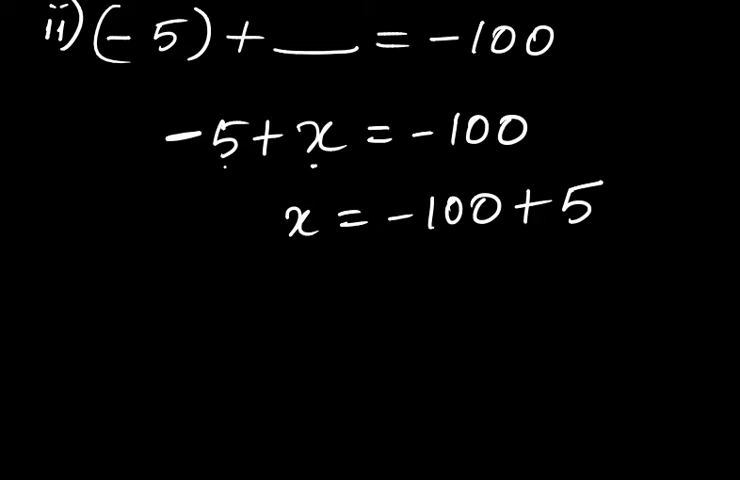 ii) (- 5) + ___ = -100
-5 + x = -100
x = -100 + 5